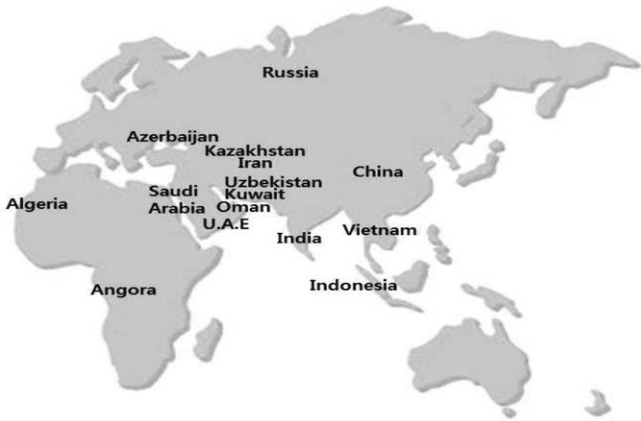 Russia
Azerbaijan
Kazakhstan
Iran
China
Uzbekistan
Saudi
Arabia
Kuwait
Algeria
Oman
U.A.E
India
Vietnam
Angora
Indonesia